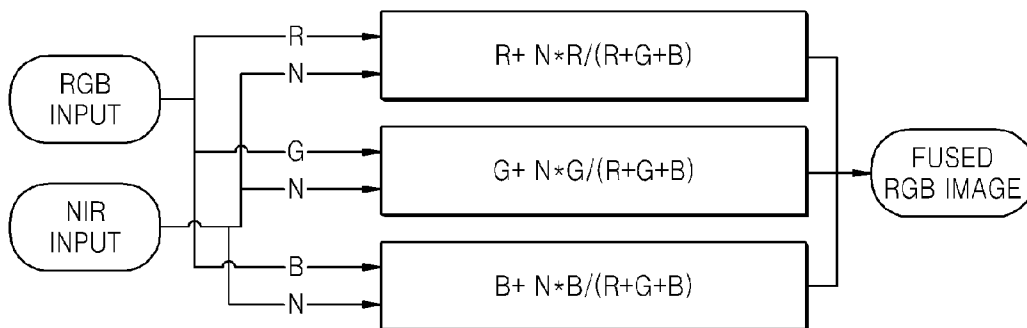 RGB
INPUT
NIR
INPUT
R
N
R+ N*R/(R+G+B)
G
N
G+ N*G/(R+G+B)
B
N
B+ N*B/(R+G+B)
FUSED
RGB IMAGE